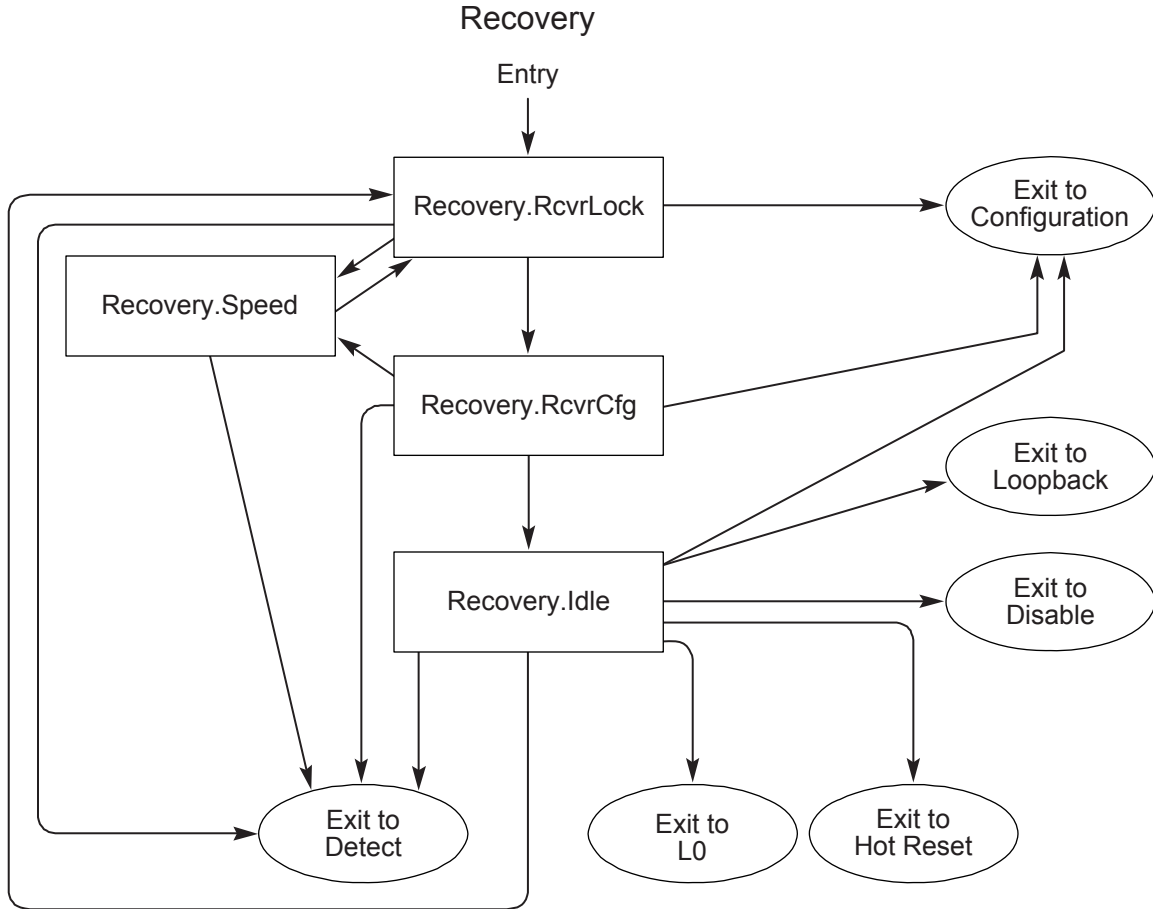 Recovery
Entry
Recovery.RcvrLock
Exit to
Configuration
Recovery.Speed
Recovery.RcvrCfg
Exit to
Loopback
Recovery.Idle
Exit to
Disable
Exit to
Detect
Exit to
L0
Exit to
Hot Reset